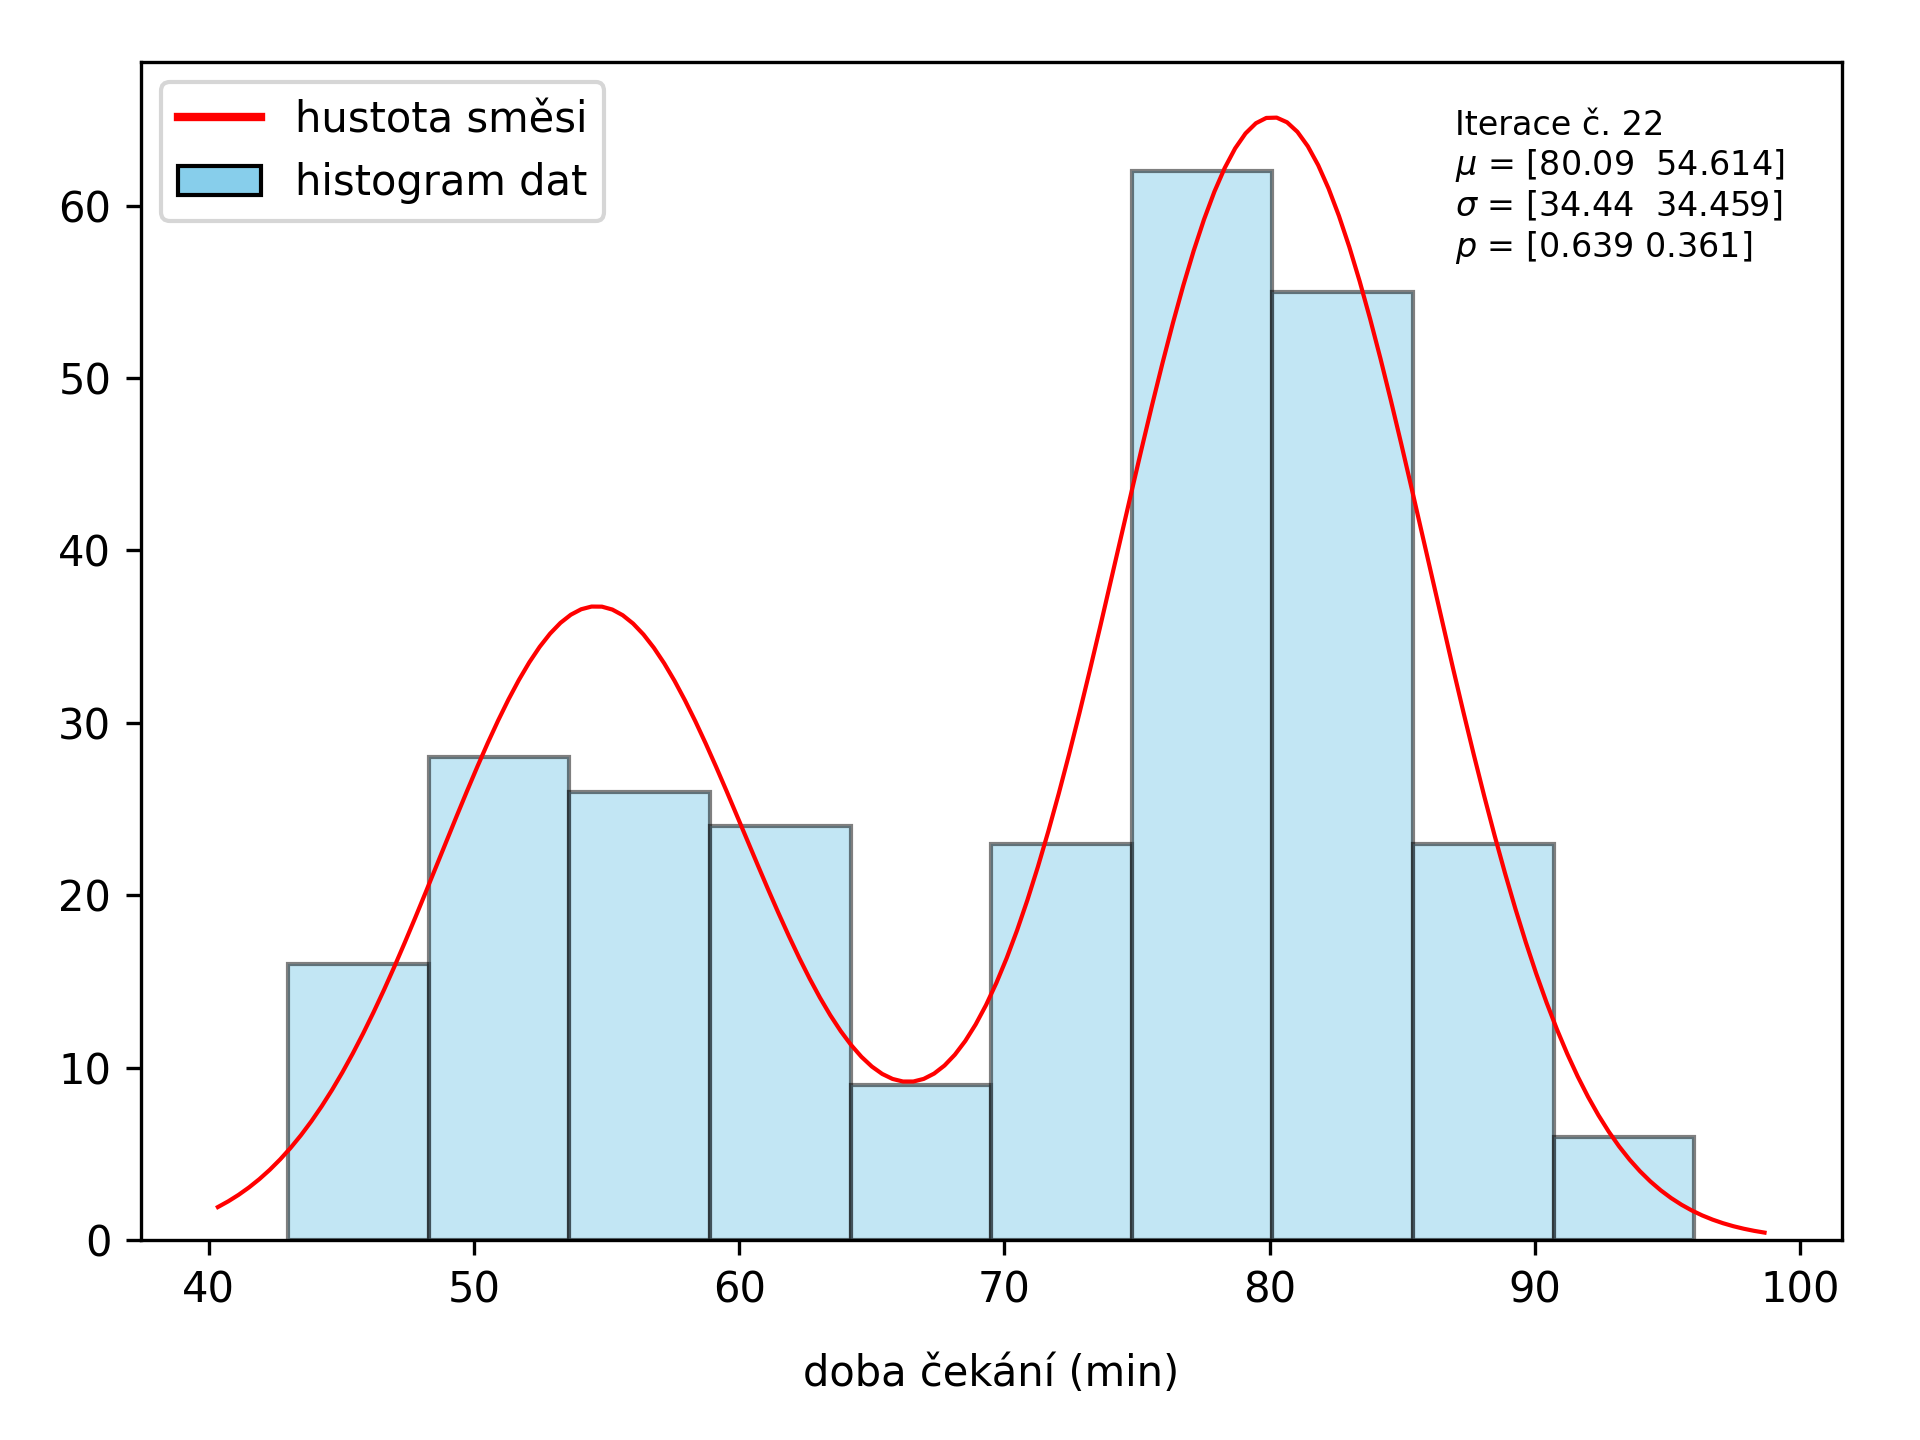 hustota směsi
histogram dat
Iterace č. 22
μ = [80.09 54.614]
σ = [34.44 34.459]
p = [0.639 0.361]
60
50
40
30
20
10
0
40 50 60 70 80 90 100
doba čekání (min)